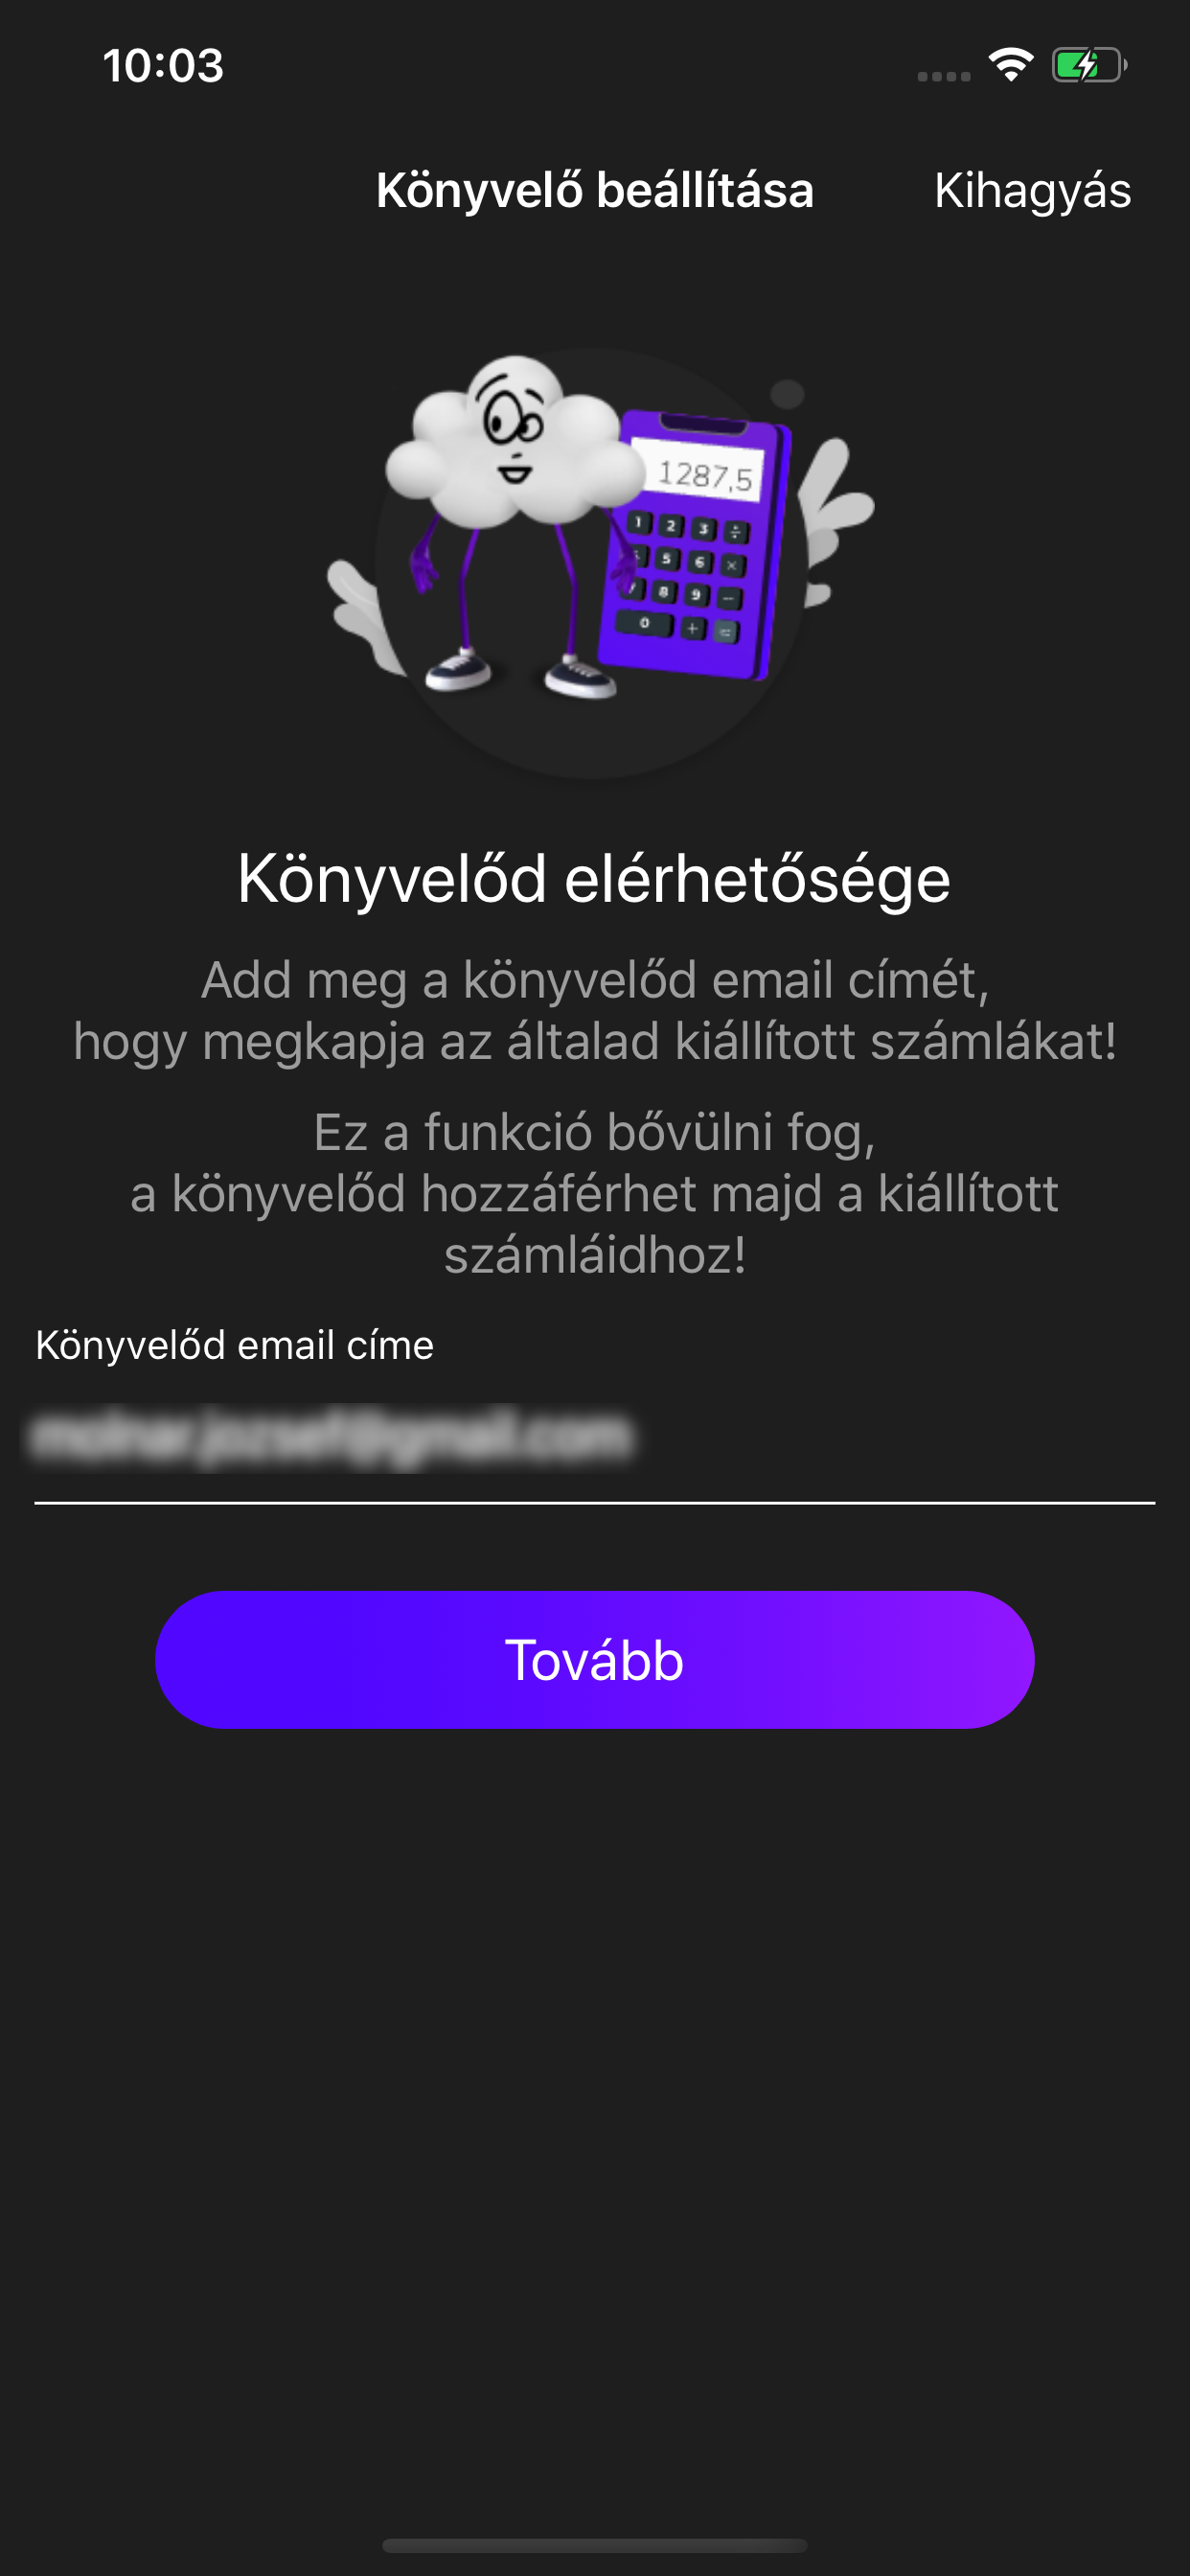 10:03
Könyvelő beállítása
Kihagyás
1287,5
1 2 3 ÷
5 6 ×
8 9 −
0 + =
Könyvelőd elérhetősége
Add meg a könyvelőd email címét,
hogy megkapja az általad kiállított számlákat!
Ez a funkció bővülni fog,
a könyvelőd hozzáférhet majd a kiállított
számláidhoz!
Könyvelőd email címe
Tovább